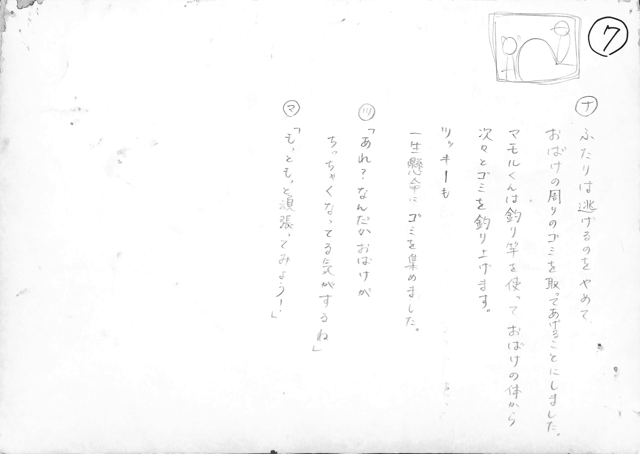 ⑦
ナ ふたりは逃げるのをやめて
おばけの周りのゴミを取ってあげることにしました。
マモルくんは釣り竿を使っておばけの体から
次々とゴミを釣り上げます。
ツッキーも
一生懸命にゴミを集めました。
ツ 「あれ?なんだかおばけが
ちっちゃくなってる気がするね」
マ 「もっともっと頑張ってみよう!」